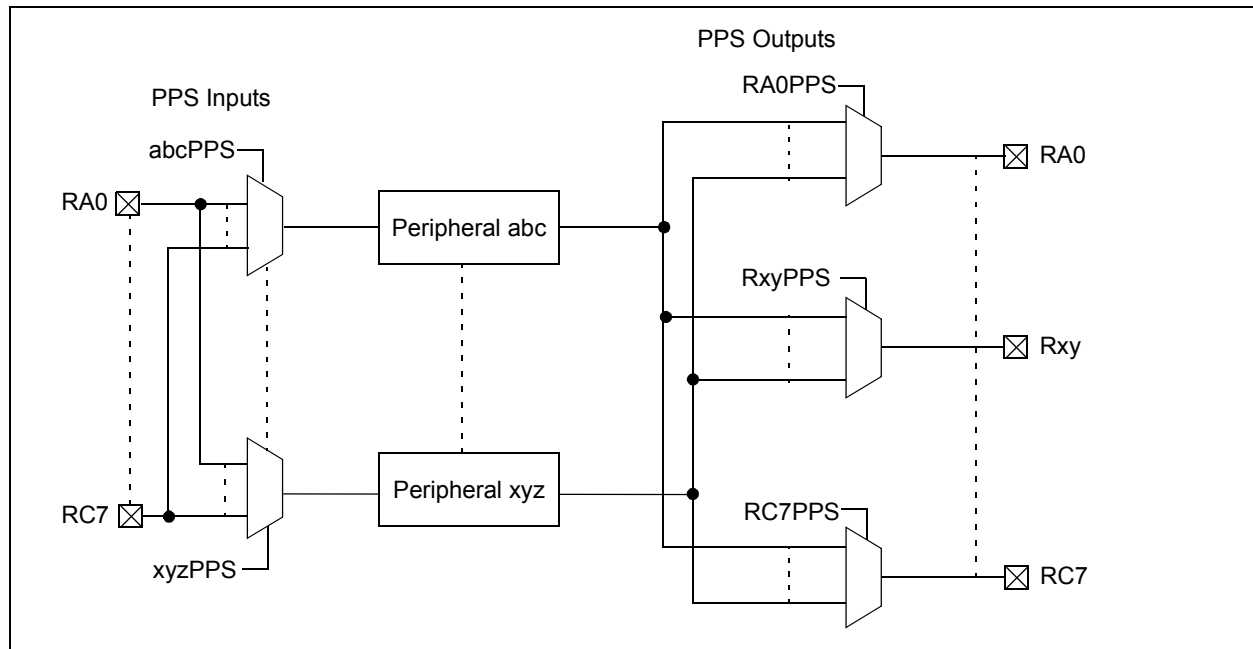 PPS Outputs
RA0PPS
PPS Inputs
abcPPS
RA0
RA0
Peripheral abc
RxyPPS
Rxy
Peripheral xyz
RC7
RC7PPS
xyzPPS
RC7